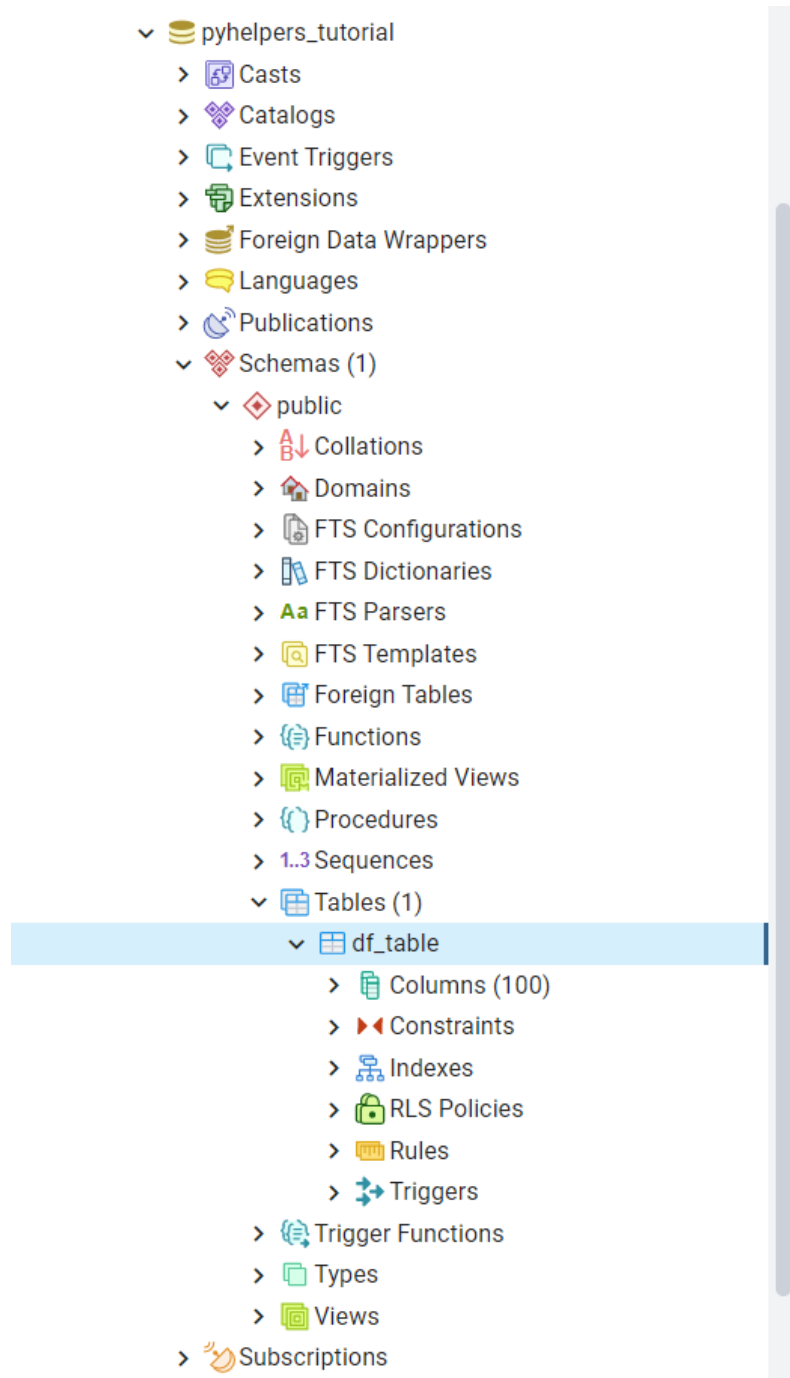 pyhelpers_tutorial
Casts
Catalogs
Event Triggers
Extensions
Foreign Data Wrappers
Languages
Publications
Schemas (1)
public
Collations
Domains
FTS Configurations
FTS Dictionaries
Aa FTS Parsers
FTS Templates
Foreign Tables
Functions
Materialized Views
Procedures
1..3 Sequences
Tables (1)
df_table
Columns (100)
Constraints
Indexes
RLS Policies
Rules
Triggers
Trigger Functions
Types
Views
Subscriptions